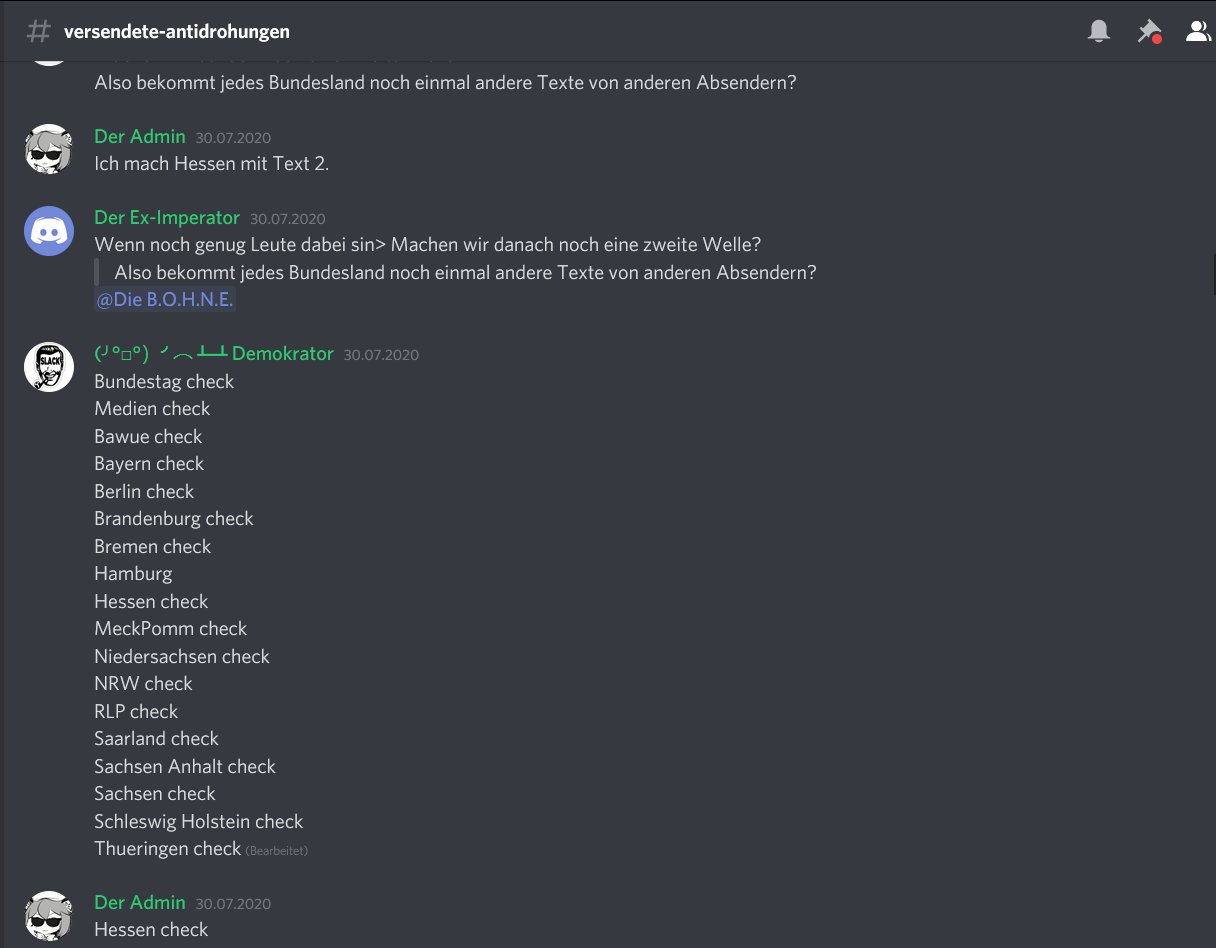 # versendete-antidrohungen
Also bekommt jedes Bundesland noch einmal andere Texte von anderen Absendern?
Der Admin 30.07.2020
Ich mach Hessen mit Text 2.
Der Ex-Imperator 30.07.2020
Wenn noch genug Leute dabei sin> Machen wir danach noch eine zweite Welle?
Also bekommt jedes Bundesland noch einmal andere Texte von anderen Absendern?
@Die B.O.H.N.E.
SLACK
(╯°□°)╯︵ ┻━┻ Demokrator 30.07.2020
Bundestag check
Medien check
Bawue check
Bayern check
Berlin check
Brandenburg check
Bremen check
Hamburg
Hessen check
MeckPomm check
Niedersachsen check
NRW check
RLP check
Saarland check
Sachsen Anhalt check
Sachsen check
Schleswig Holstein check
Thueringen check (Bearbeitet)
Der Admin 30.07.2020
Hessen check